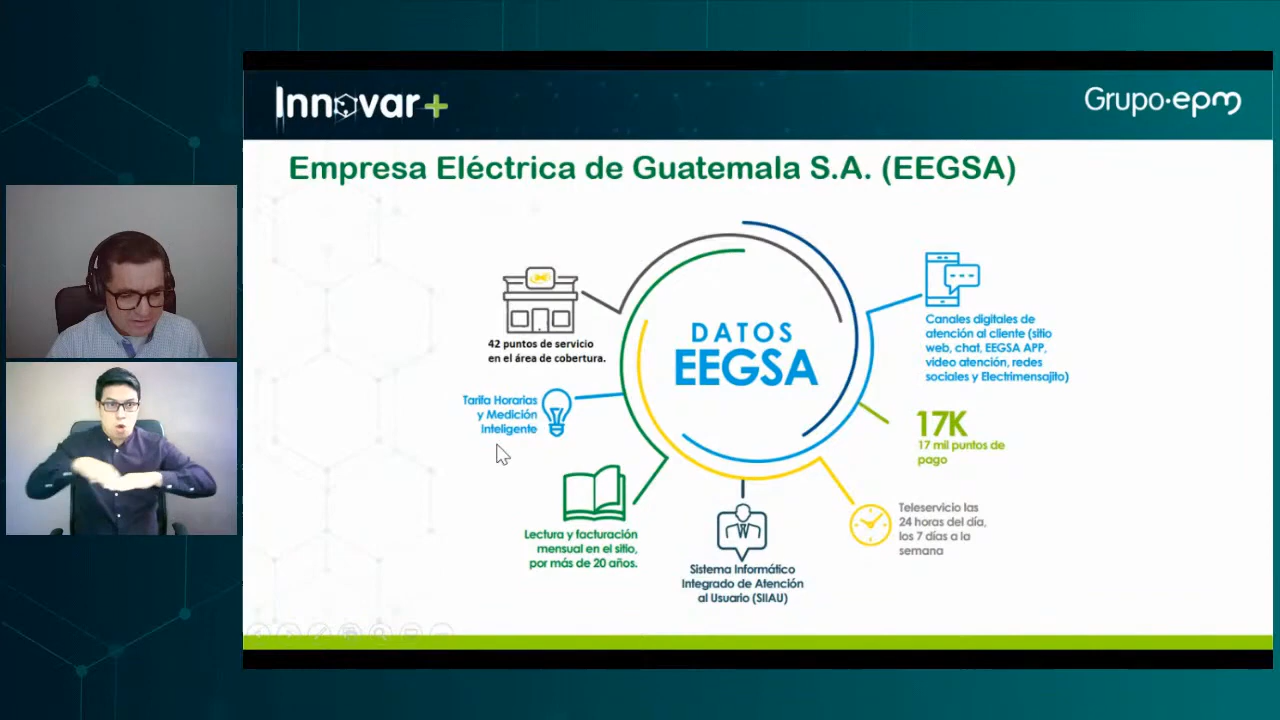 Innovar+
Grupo·epm
Empresa Eléctrica de Guatemala S.A. (EEGSA)
DATOS
EEGSA
42 puntos de servicio
en el área de cobertura.
Tarifa Horarias
y Medición
Inteligente
Lectura y facturación
mensual en el sitio,
por más de 20 años.
Sistema Informático
Integrado de Atención
al Usuario (SIIAU)
Canales digitales de
atención al cliente (sitio
web, chat, EEGSA APP,
video atención, redes
sociales y Electrimensajito)
17K
17 mil puntos de
pago
Teleservicio las
24 horas del día,
los 7 días a la
semana